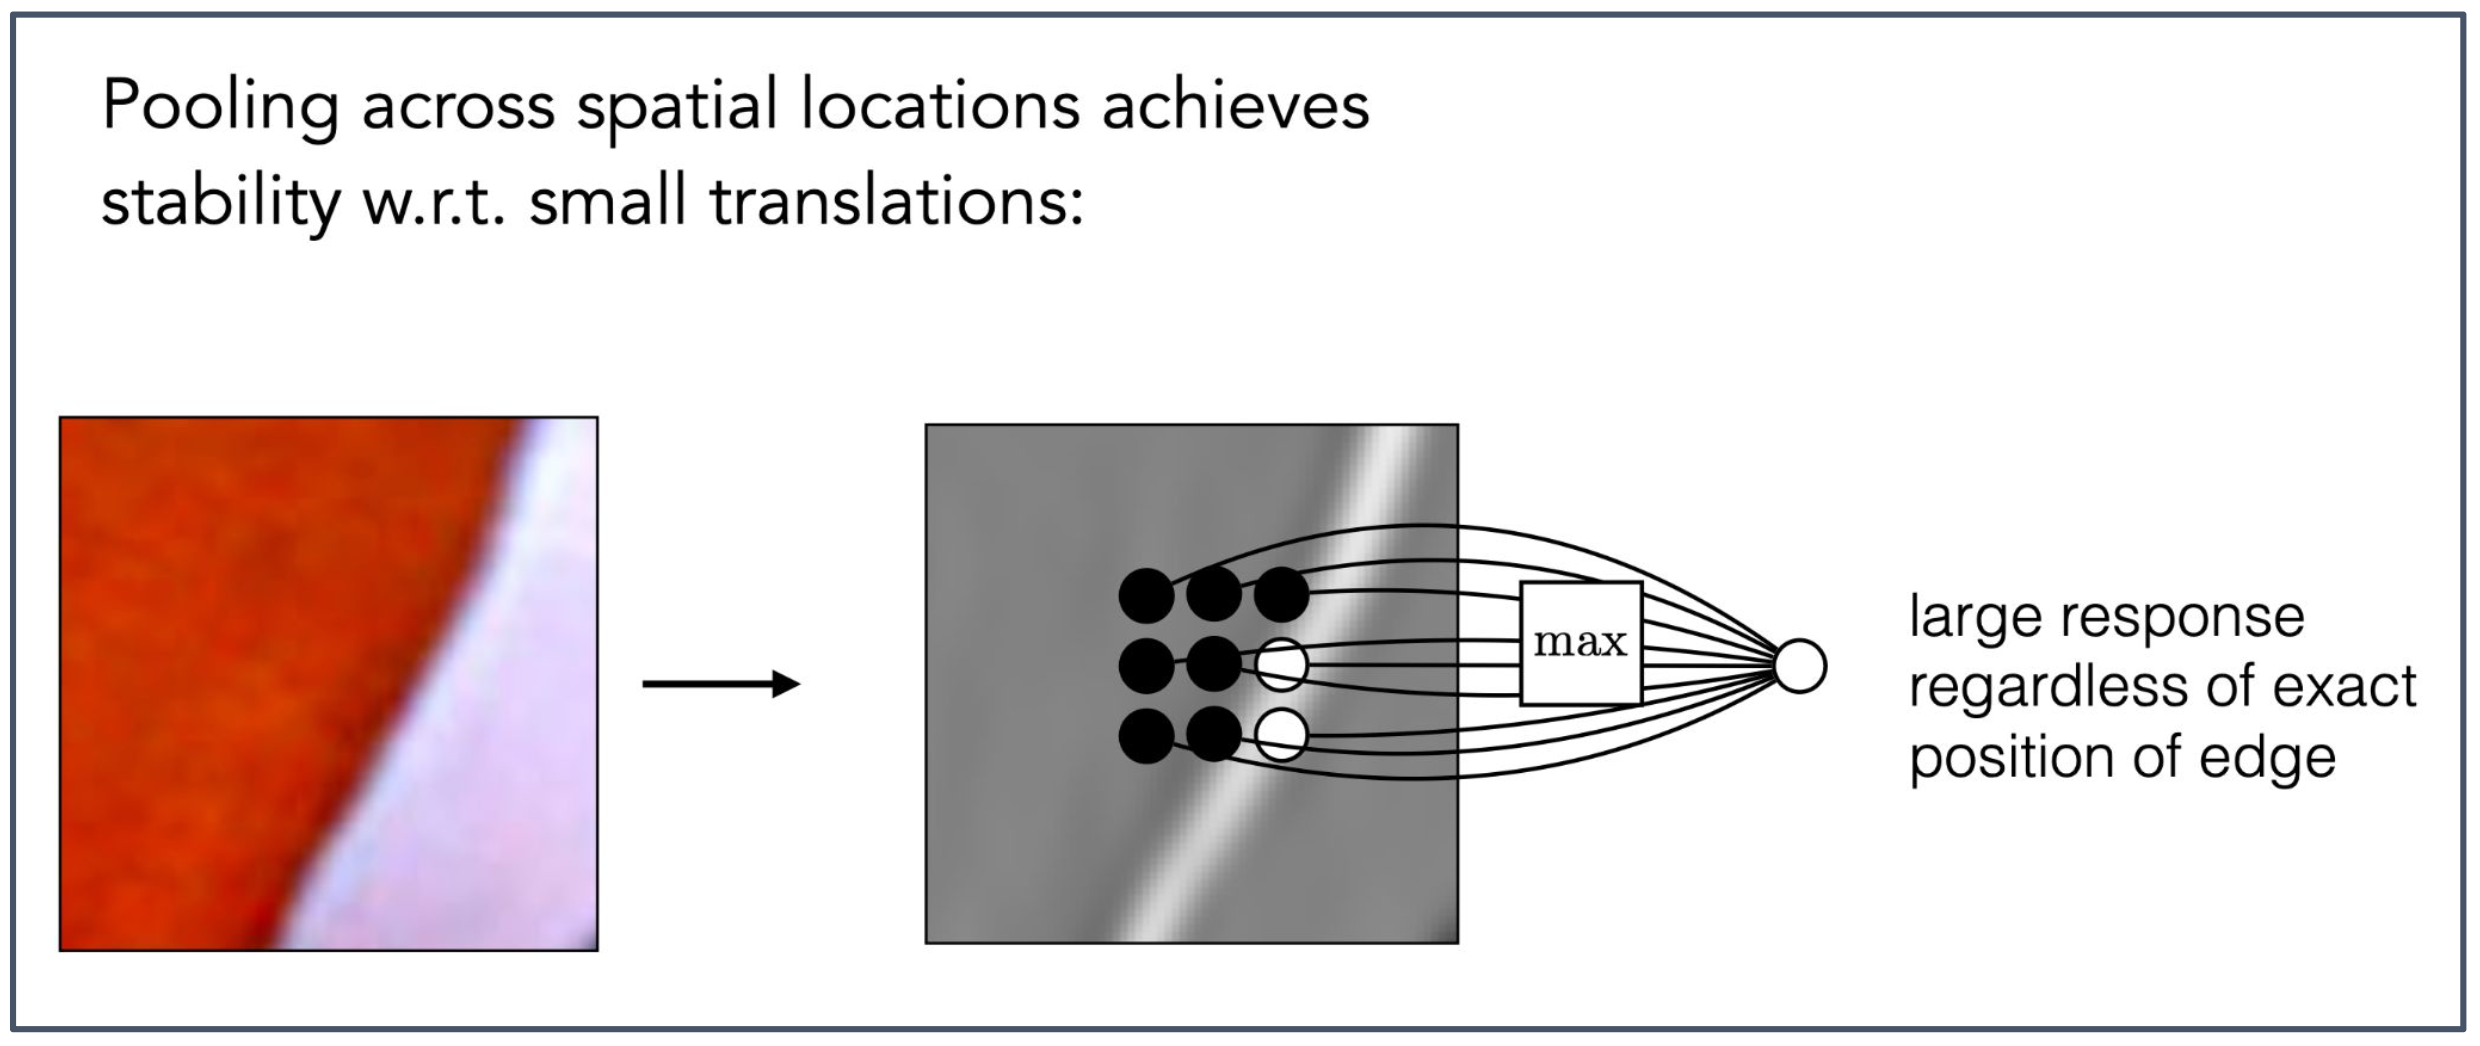 Pooling across spatial locations achieves
stability w.r.t. small translations:
max
large response
regardless of exact
position of edge